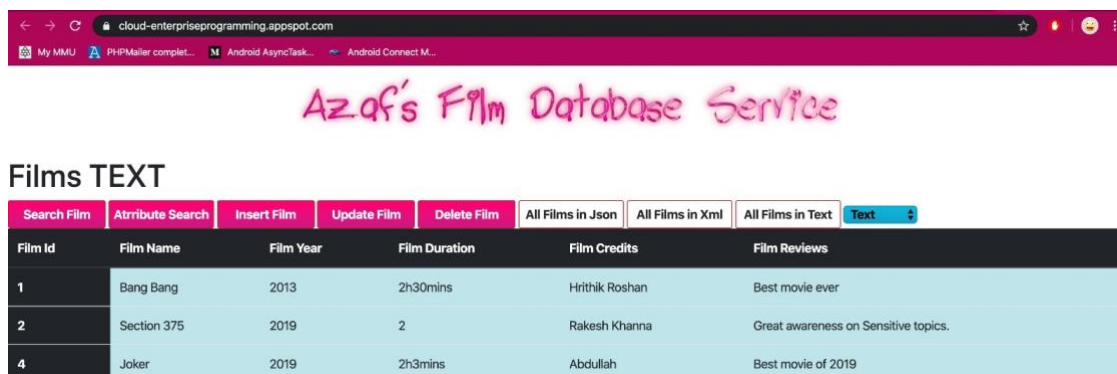 cloud-enterpriseprogramming.appspot.com
My MMU PHPMailer complet... M Android AsyncTask... Android Connect M...
Azaf's Film Database Service
Films TEXT
Search Film Atrribute Search Insert Film Update Film Delete Film All Films in Json All Films in Xml All Films in Text Text
Film Id Film Name Film Year Film Duration Film Credits Film Reviews
1 Bang Bang 2013 2h30mins Hrithik Roshan Best movie ever
2 Section 375 2019 2 Rakesh Khanna Great awareness on Sensitive topics.
4 Joker 2019 2h3mins Abdullah Best movie of 2019